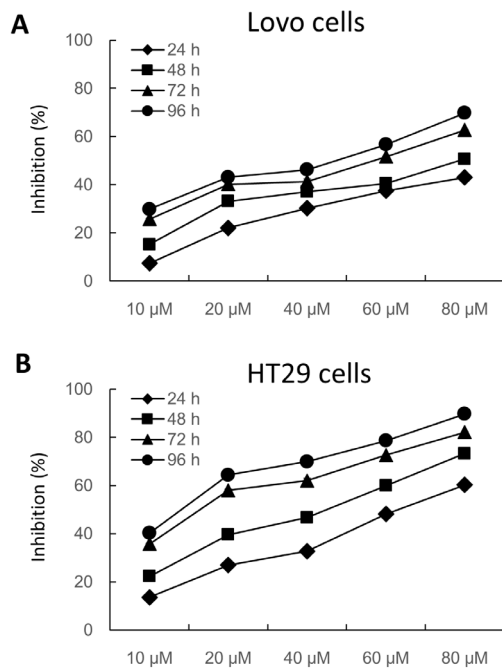 A
Lovo cells
100
80
60
40
20
0
Inhibition (%)
24 h
48 h
72 h
96 h
10 µM 20 µM 40 µM 60 µM 80 µM
B
HT29 cells
100
80
60
40
20
0
Inhibition (%)
24 h
48 h
72 h
96 h
10 µM 20 µM 40 µM 60 µM 80 µM